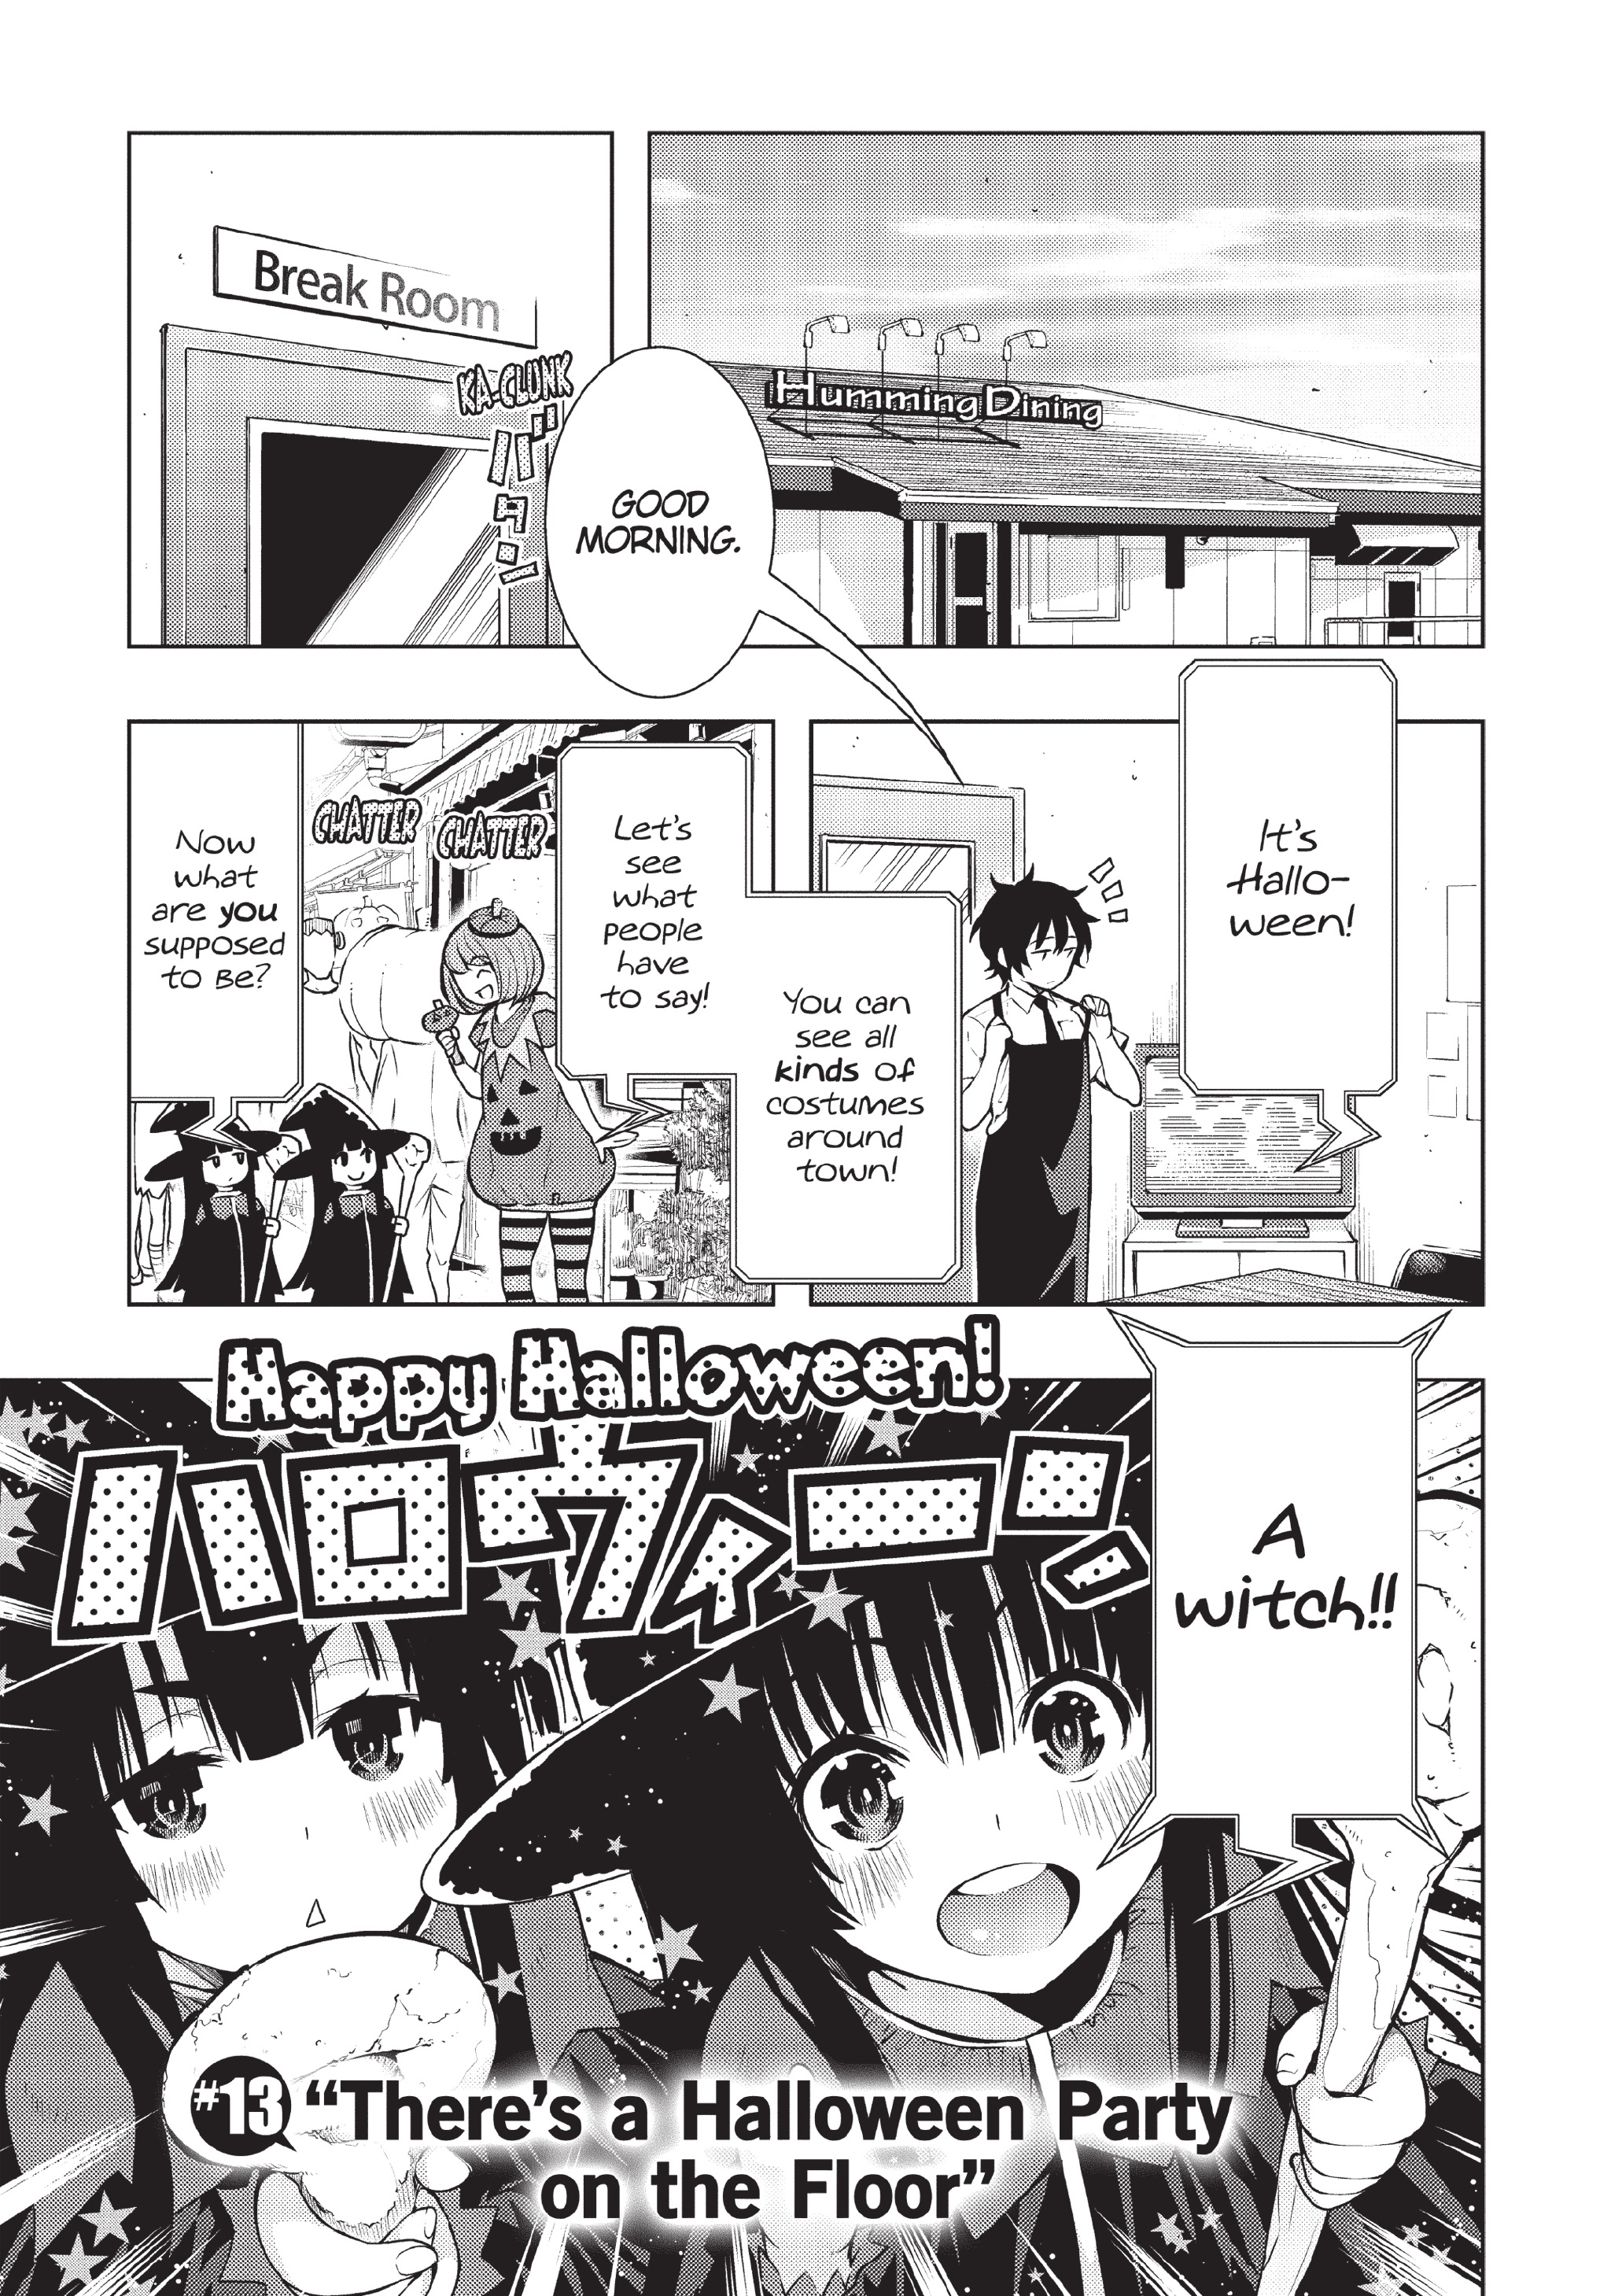 Humming Dining
Break Room
KA-CLUNK
バタン
GOOD
MORNING.
It's
Hallo-
ween!
You can
see all
kinds of
costumes
around
town!
Let's
see
what
people
have
to say!
CHATTER
CHATTER
Now
what
are you
supposed
to be?
A
witch!!
Happy Halloween!
ハロウィーン
#13 “There’s a Halloween Party
on the Floor”